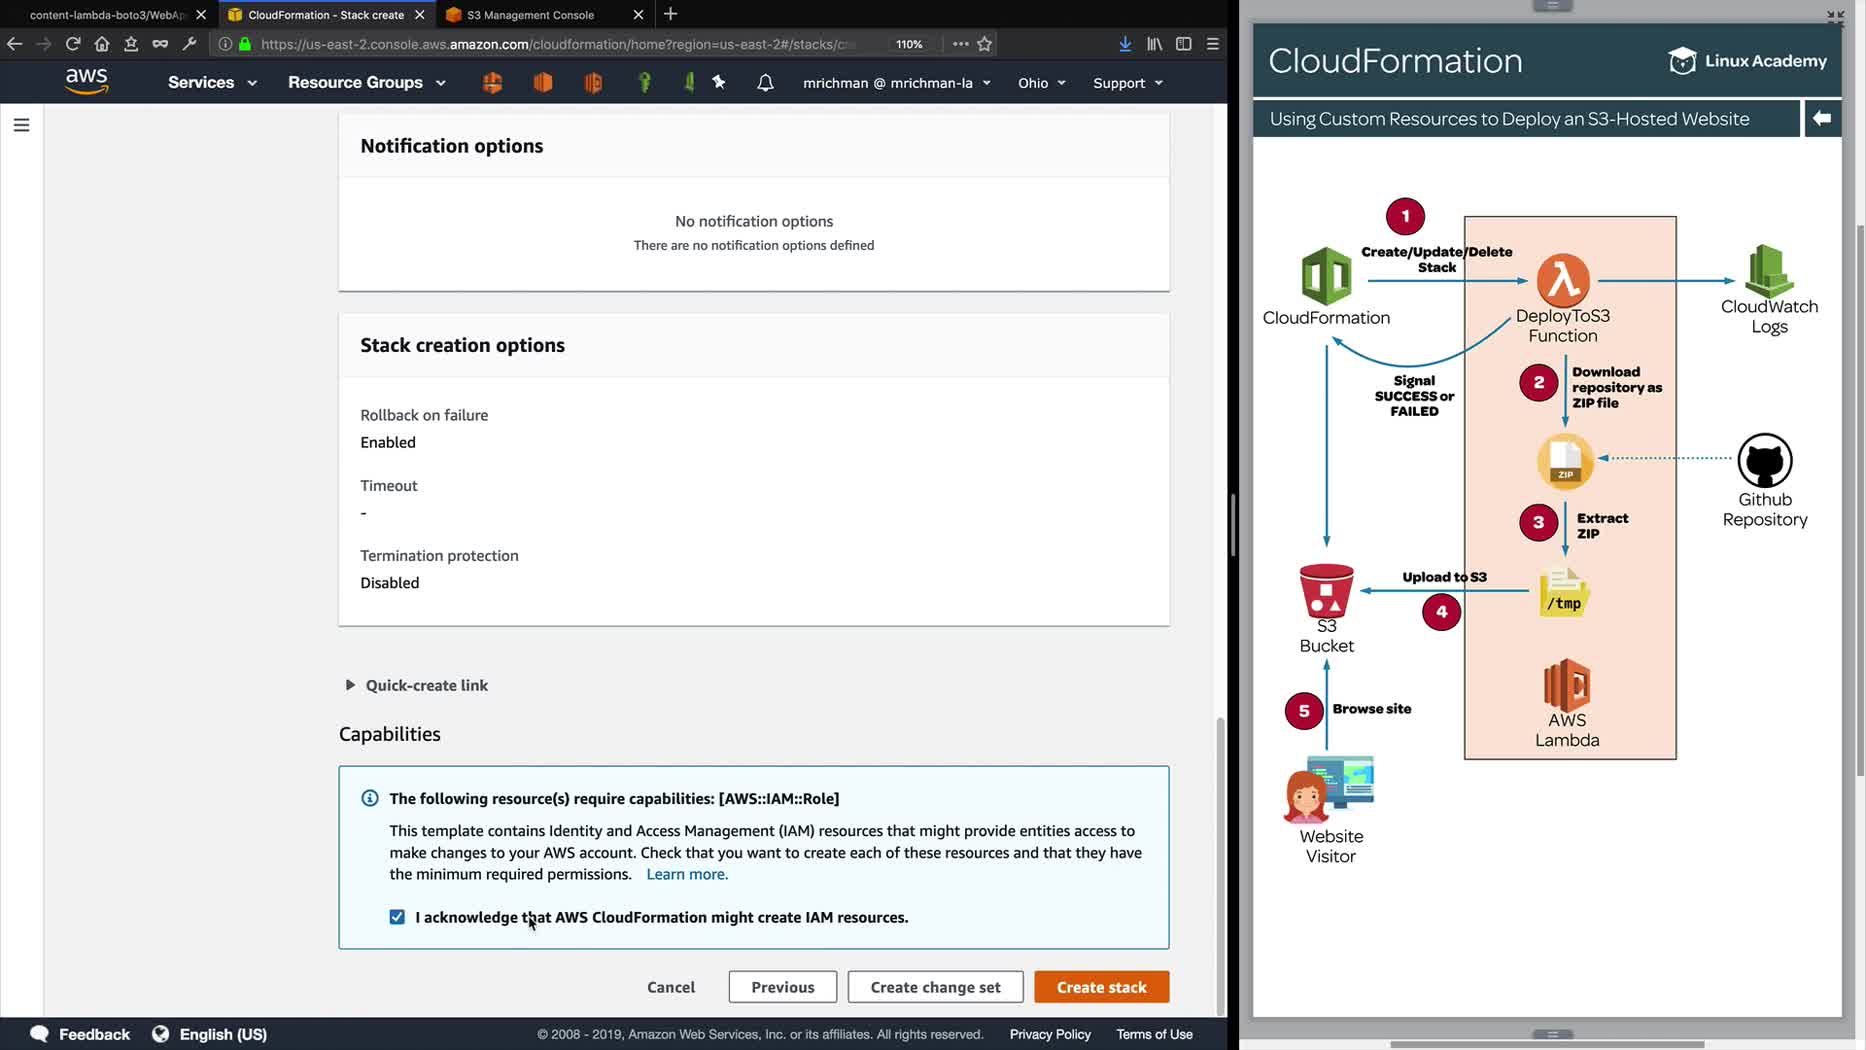 content-lambda-boto3/WebAp
CloudFormation - Stack create
S3 Management Console
https://us-east-2.console.aws.amazon.com/cloudformation/home?region=us-east-2#/stacks/cr
110%
aws
Services
Resource Groups
mrichman @ mrichman-la
Ohio
Support
Notification options
No notification options
There are no notification options defined
Stack creation options
Rollback on failure
Enabled
Timeout
-
Termination protection
Disabled
Quick-create link
Capabilities
The following resource(s) require capabilities: [AWS::IAM::Role]
This template contains Identity and Access Management (IAM) resources that might provide entities access to
make changes to your AWS account. Check that you want to create each of these resources and that they have
the minimum required permissions. Learn more.
I acknowledge that AWS CloudFormation might create IAM resources.
Cancel
Previous
Create change set
Create stack
Feedback
English (US)
© 2008 - 2019, Amazon Web Services, Inc. or its affiliates. All rights reserved.
Privacy Policy
Terms of Use
CloudFormation
Linux Academy
Using Custom Resources to Deploy an S3-Hosted Website
1
Create/Update/Delete
Stack
CloudFormation
DeployToS3
Function
CloudWatch
Logs
Signal
SUCCESS or
FAILED
2
Download
repository as
ZIP file
ZIP
Github
Repository
3
Extract
ZIP
Upload to S3
4
/tmp
S3
Bucket
5
Browse site
AWS
Lambda
Website
Visitor